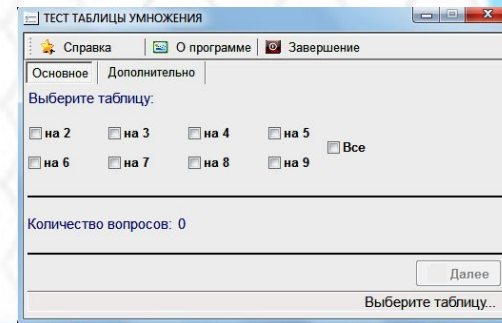 ТЕСТ ТАБЛИЦЫ УМНОЖЕНИЯ
Справка О программе Завершение
Основное Дополнительно
Выберите таблицу:
на 2 на 3 на 4 на 5
Все
на 6 на 7 на 8 на 9
Количество вопросов: 0
Далее
Выберите таблицу...